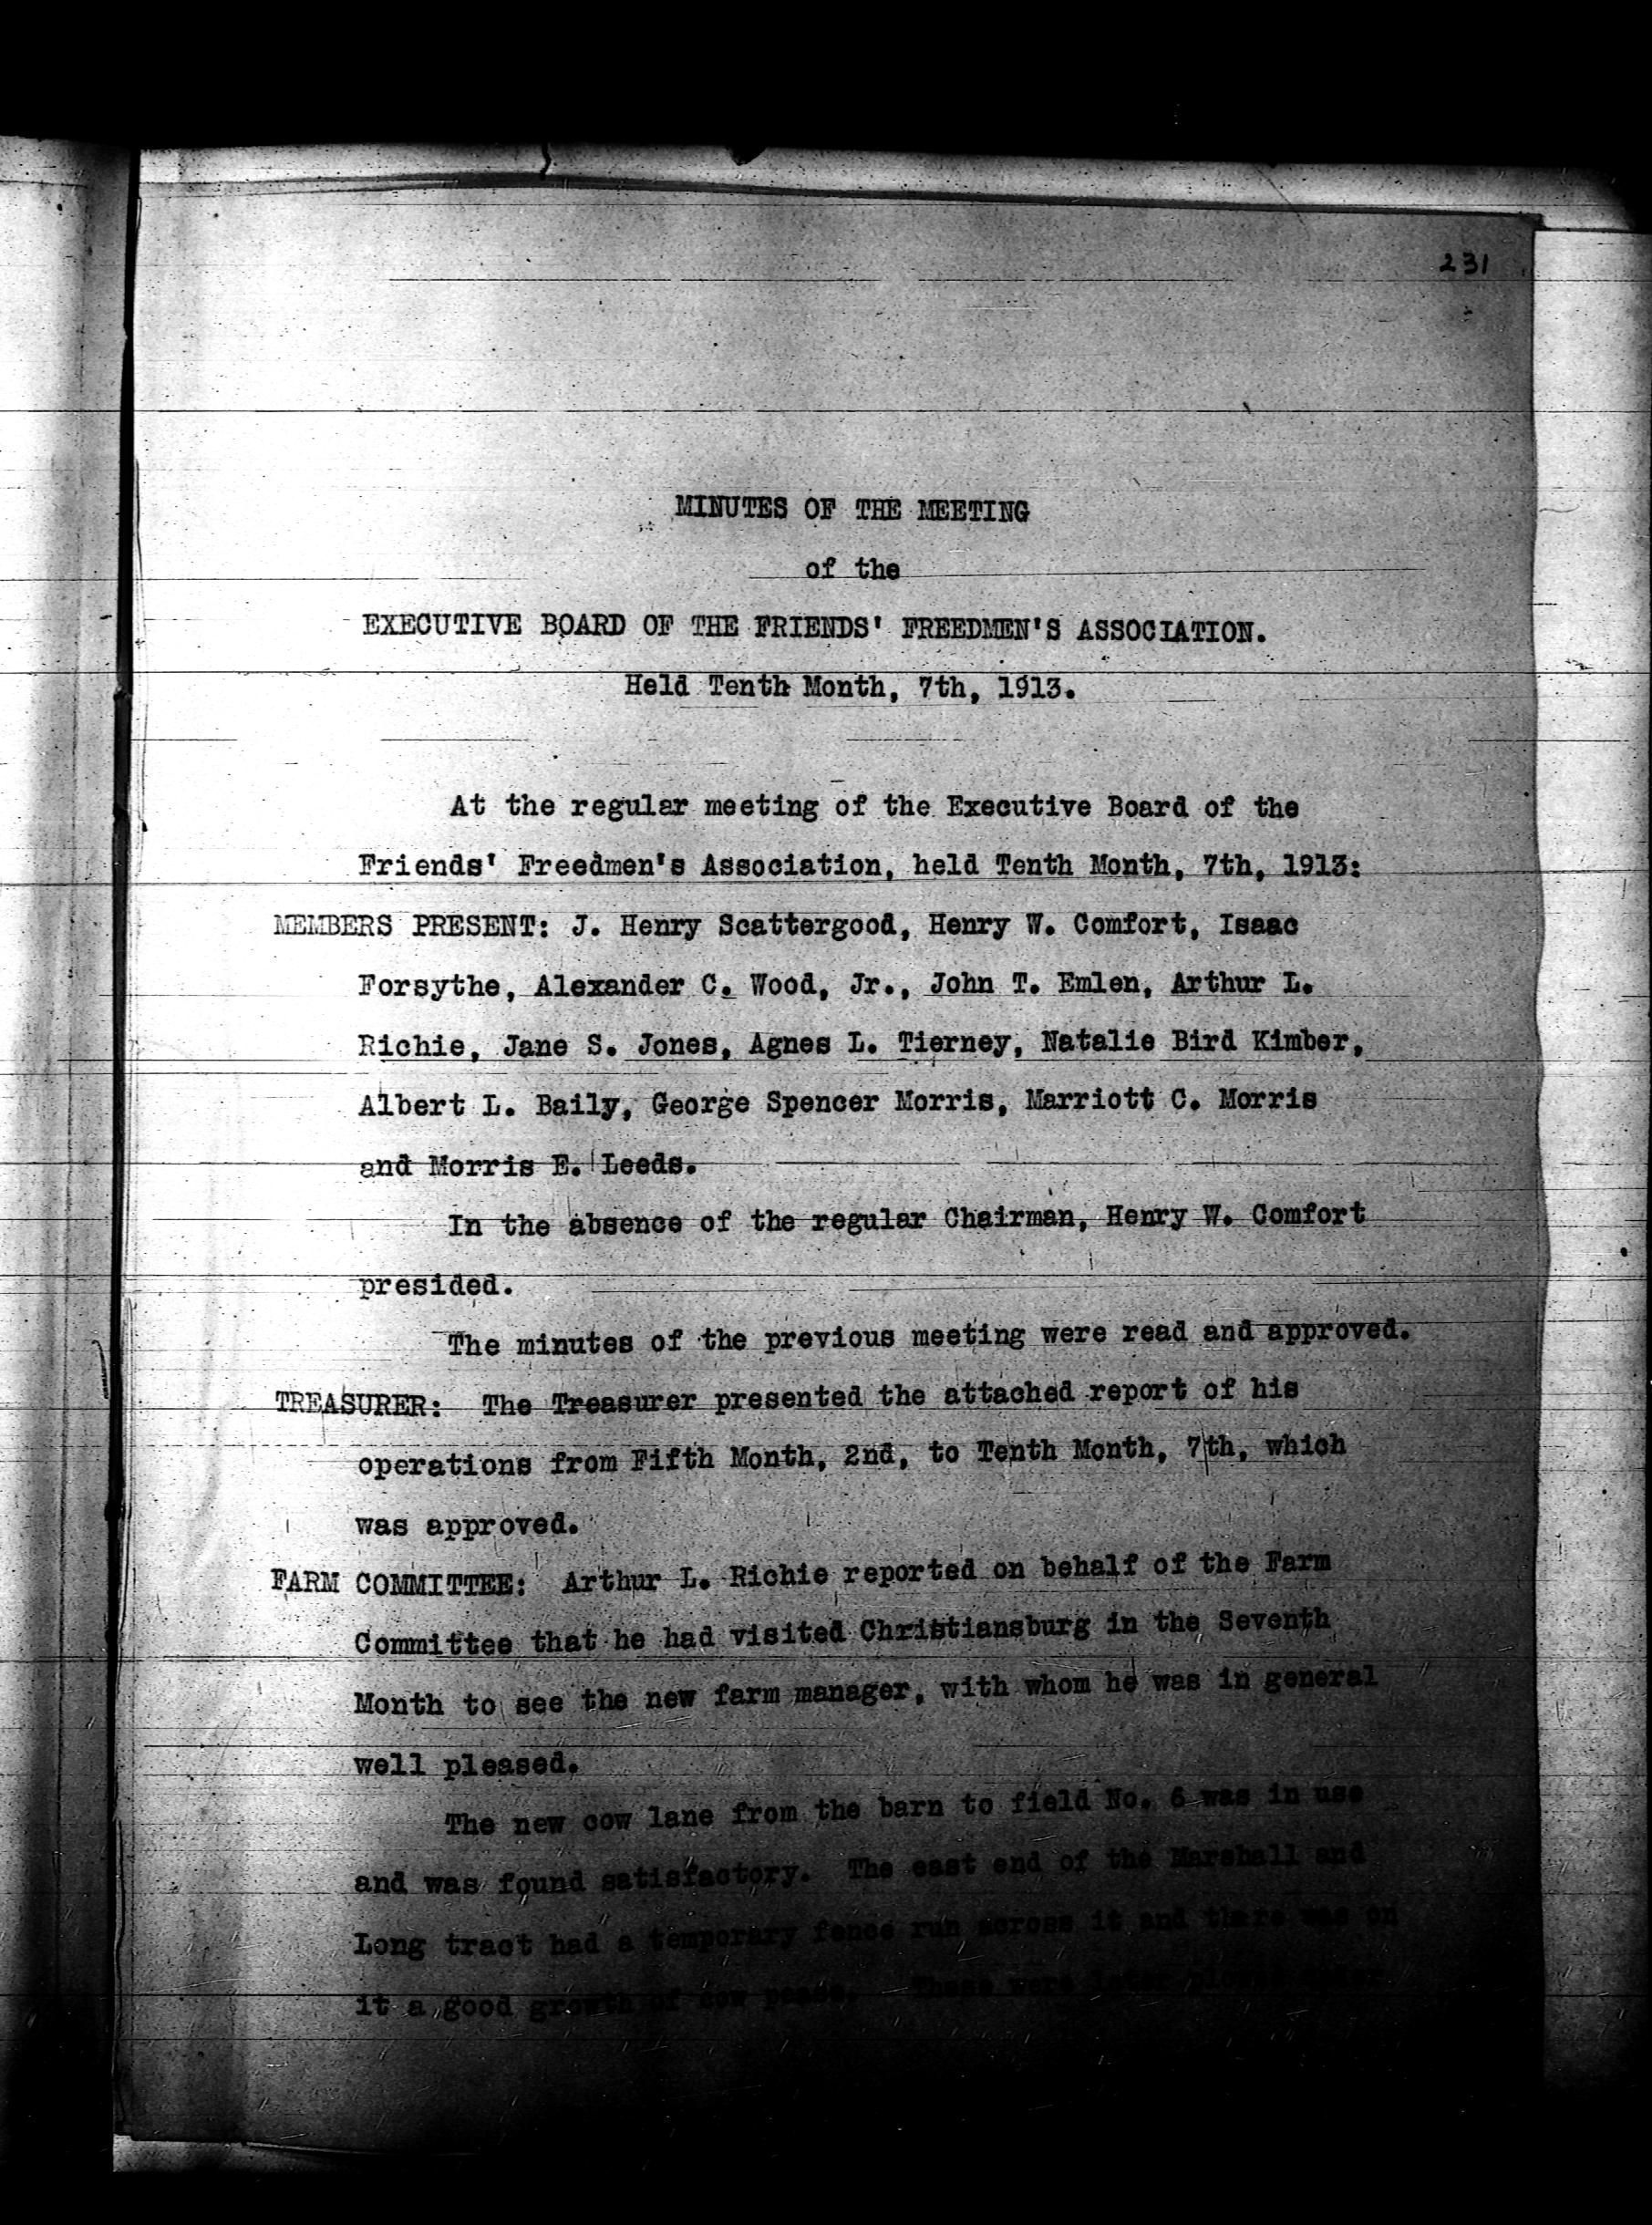 231
MINUTES OF THE MEETING
of the
EXECUTIVE BOARD OF THE FRIENDS' FREEDMEN'S ASSOCIATION.
Held Tenth Month, 7th, 1913.
At the regular meeting of the Executive Board of the
Friends' Freedmen's Association, held Tenth Month, 7th, 1913:
MEMBERS PRESENT: J. Henry Scattergood, Henry W. Comfort, Isaac
Forsythe, Alexander C. Wood, Jr., John T. Emlen, Arthur L.
Richie, Jane S. Jones, Agnes L. Tierney, Natalie Bird Kimber,
Albert L. Baily, George Spencer Morris, Marriott C. Morris
and Morris E. Leeds.
In the absence of the regular Chairman, Henry W. Comfort
presided.
The minutes of the previous meeting were read and approved.
TREASURER: The Treasurer presented the attached report of his
operations from Fifth Month, 2nd, to Tenth Month, 7th, which
was approved.
FARM COMMITTEE: Arthur L. Richie reported on behalf of the Farm
Committee that he had visited Christiansburg in the Seventh
Month to see the new farm manager, with whom he was in general
well pleased.
The new cow lane from the barn to field No. 6 was in use
and was found satisfactory. The east end of the Marshall and
Long tract had a temporary fence run across it and there was on
it a good growth of cow peas. These were later